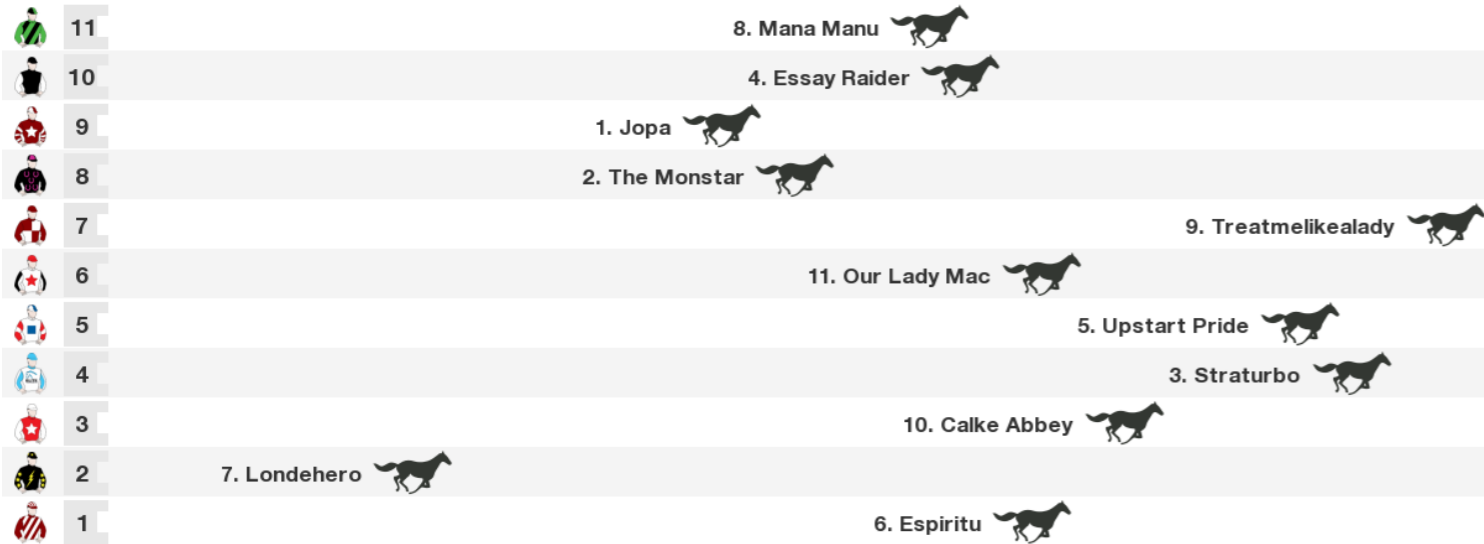 11 8. Mana Manu
10 4. Essay Raider
9 1. Jopa
8 2. The Monstar
7 9. Treatmelikealady
6 11. Our Lady Mac
5 5. Upstart Pride
4 3. Straturbo
3 10. Calke Abbey
2 7. Londehero
1 6. Espiritu